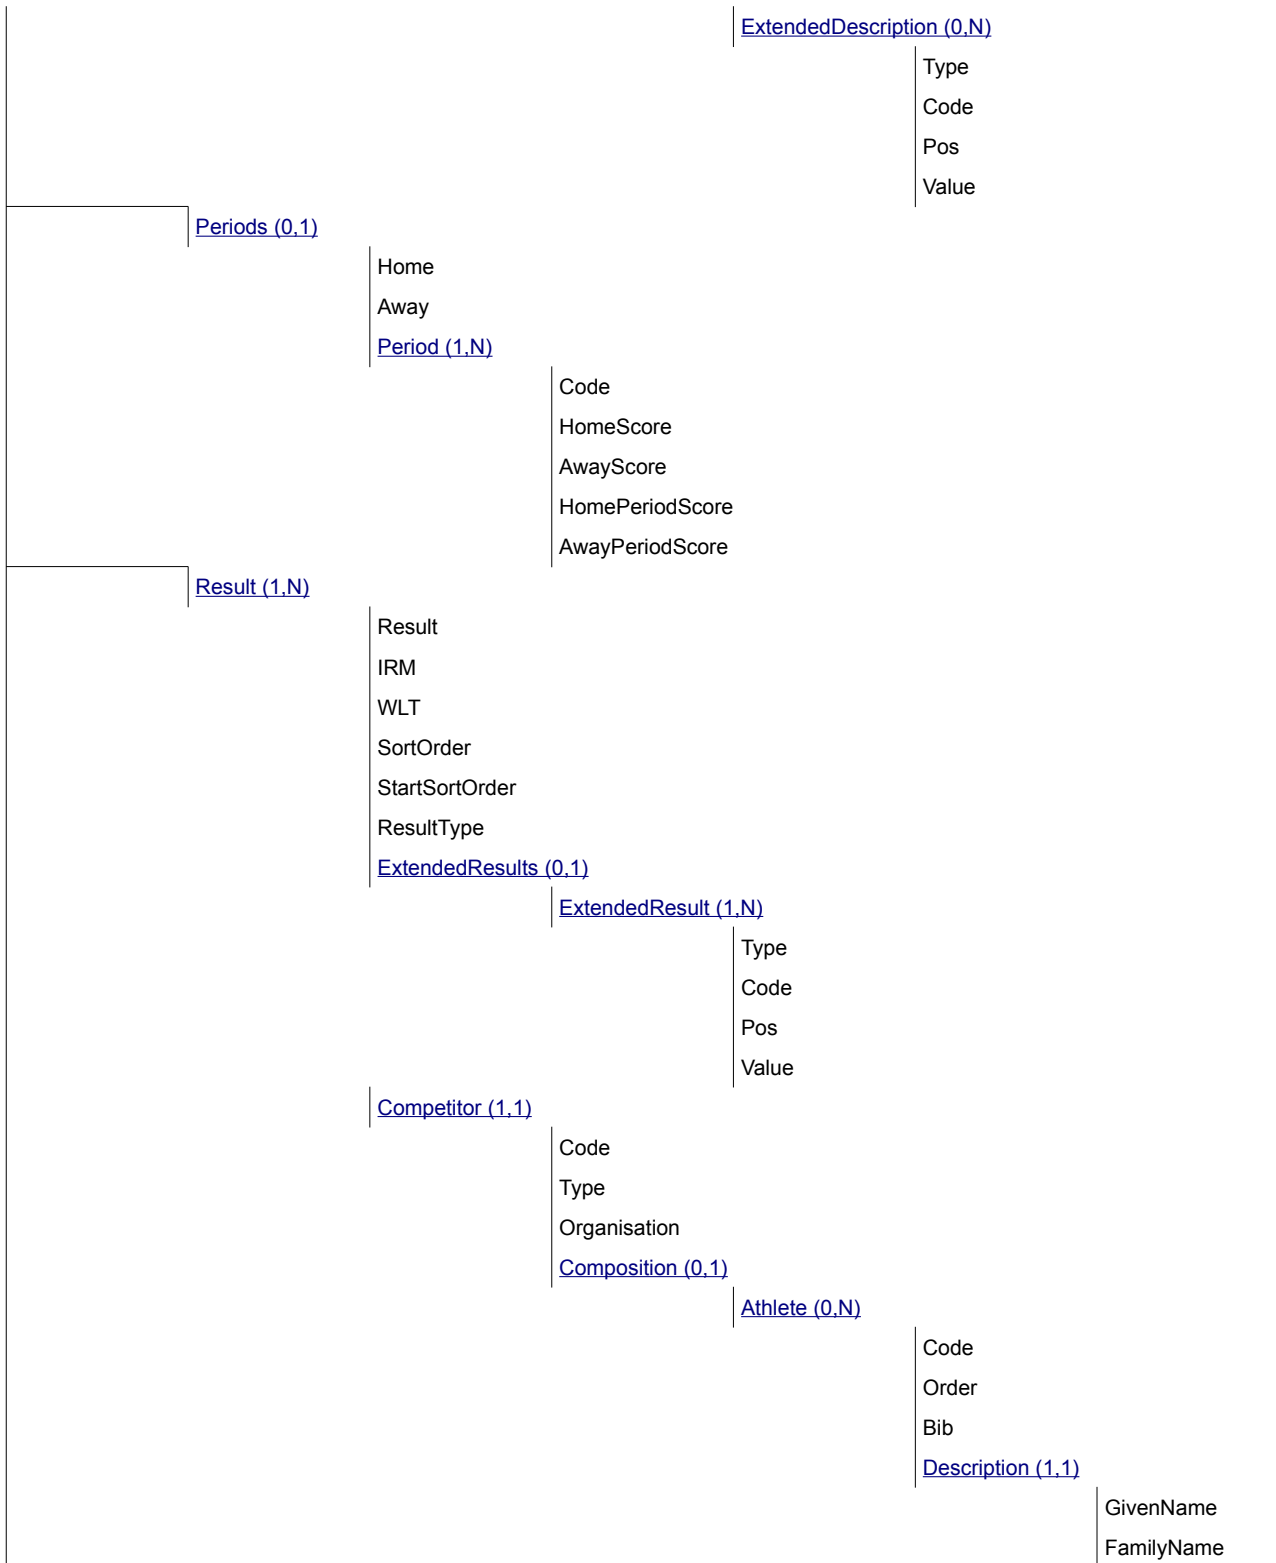 ExtendedDescription (0,N)
Type
Code
Pos
Value
Periods (0,1)
Home
Away
Period (1,N)
Code
HomeScore
AwayScore
HomePeriodScore
AwayPeriodScore
Result (1,N)
Result
IRM
WLT
SortOrder
StartSortOrder
ResultType
ExtendedResults (0,1)
ExtendedResult (1,N)
Type
Code
Pos
Value
Competitor (1,1)
Code
Type
Organisation
Composition (0,1)
Athlete (0,N)
Code
Order
Bib
Description (1,1)
GivenName
FamilyName